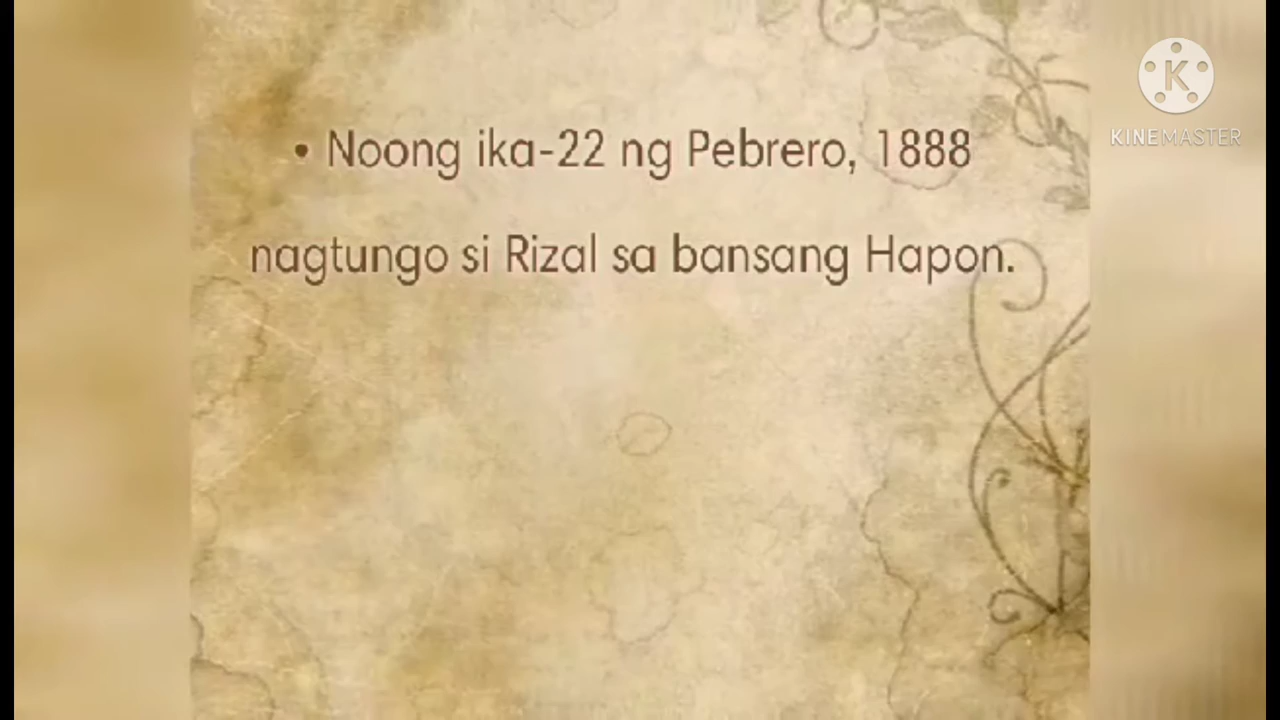 • Noong ika-22 ng Pebrero, 1888
nagtungo si Rizal sa bansang Hapon.
K
KINEMASTER